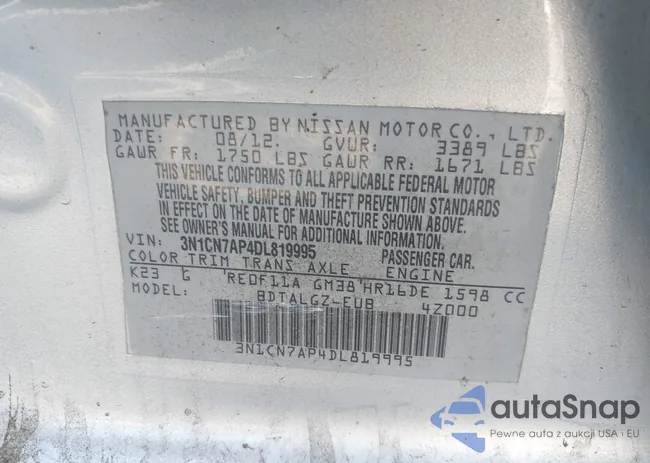 MANUFACTURED BY NISSAN MOTOR CO., LTD.
DATE: 08/12 GVWR: 3389 LBS
GAWR FR: 1750 LBS GAWR RR: 1671 LBS
THIS VEHICLE CONFORMS TO ALL APPLICABLE FEDERAL MOTOR
VEHICLE SAFETY, BUMPER AND THEFT PREVENTION STANDARDS
IN EFFECT ON THE DATE OF MANUFACTURE SHOWN ABOVE.
SEE OWNER'S MANUAL FOR ADDITIONAL INFORMATION.
VIN: 3N1CN7AP4DL819995 PASSENGER CAR.
COLOR TRIM TRANS AXLE ENGINE
K23 G RE0F11A GM38 HR16DE 1598 CC
BDTALGZ-EUB 4Z000
3N1CN7AP4DL819995
autaSnap
Pewne auta z aukcji USA i EU